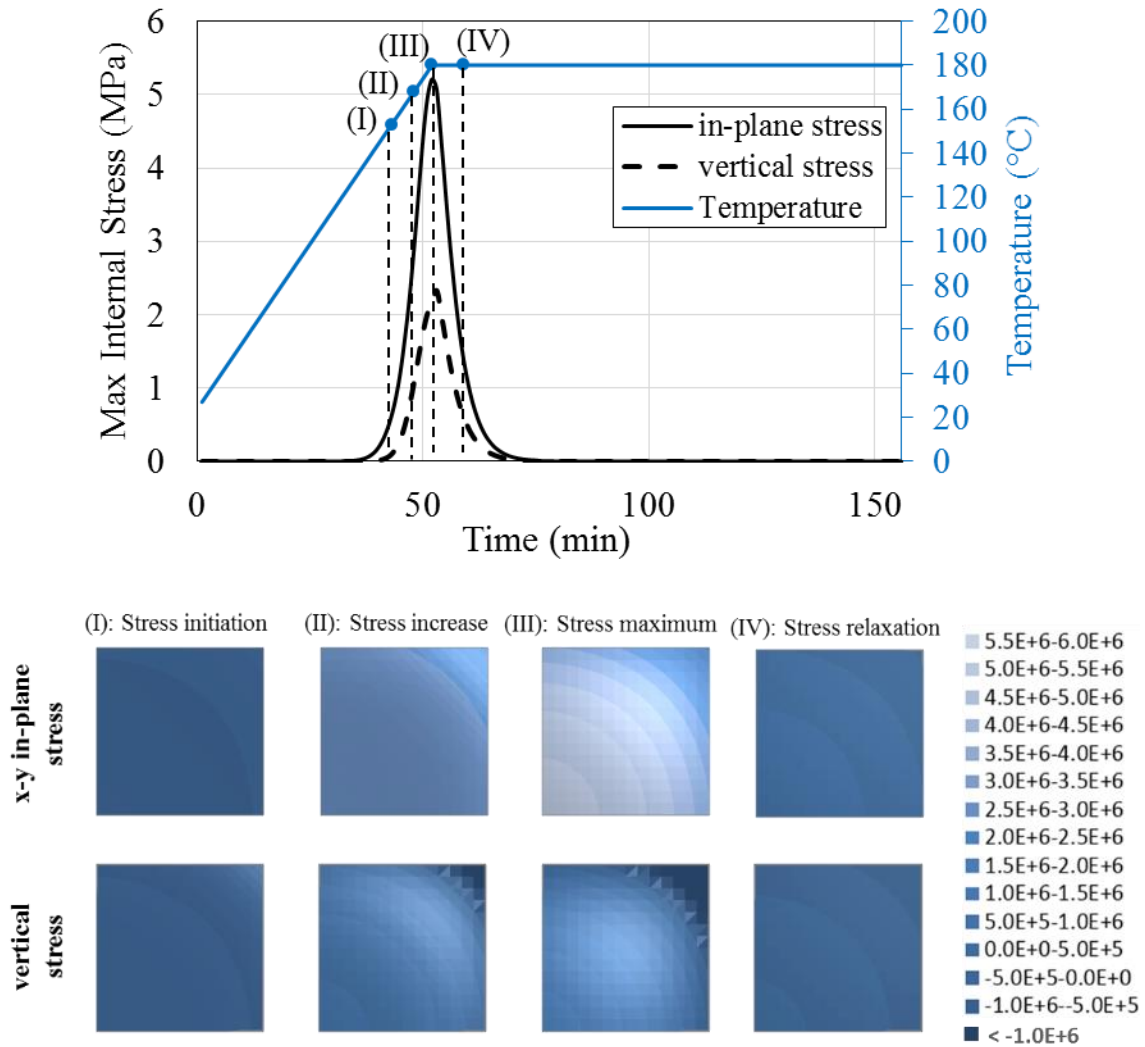 Max Internal Stress (MPa)
6
5
4
3
2
1
0
(I)
(II)
(III)
(IV)
in-plane stress
vertical stress
Temperature
200
180
160
140
120
100
80
60
40
20
0
Temperature (°C)
0
50
100
150
Time (min)
(I): Stress initiation
(II): Stress increase
(III): Stress maximum
(IV): Stress relaxation
x-y in-plane
stress
vertical
stress
5.5E+6-6.0E+6
5.0E+6-5.5E+6
4.5E+6-5.0E+6
4.0E+6-4.5E+6
3.5E+6-4.0E+6
3.0E+6-3.5E+6
2.5E+6-3.0E+6
2.0E+6-2.5E+6
1.5E+6-2.0E+6
1.0E+6-1.5E+6
5.0E+5-1.0E+6
0.0E+0-5.0E+5
-5.0E+5-0.0E+0
-1.0E+6--5.0E+5
< -1.0E+6